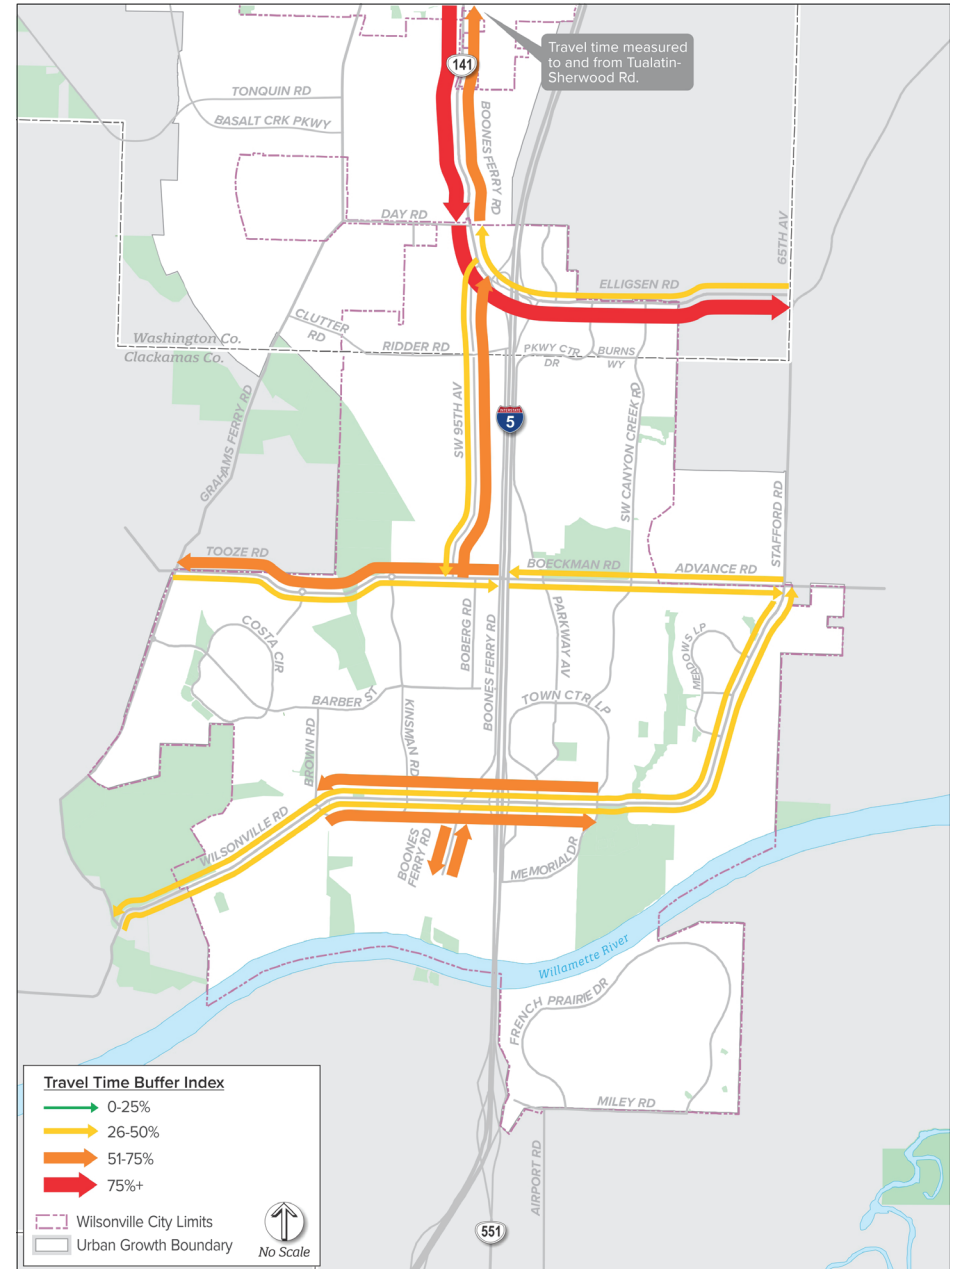 Travel time measured
to and from Tualatin-
Sherwood Rd.
141
TONQUIN RD
BASALT CRK PKWY
BOONES FERRY RD
DAY RD
65TH AV
ELLIGSEN RD
CLUTTER
RD
Washington Co.
Clackamas Co.
RIDDER RD
PKWY CTR
DR
BURNS
WY
GRAHAMS FERRY RD
SW 95TH AV
SW CANYON CREEK RD
INTERSTATE
5
STAFFORD RD
TOOZE RD
BOECKMAN RD
ADVANCE RD
COSTA CIR
BOBERG RD
BOONES FERRY RD
PARKWAY AV
MEADOWS LP
BARBER ST
KINSMAN RD
TOWN CTR LP
BROWN RD
WILSONVILLE RD
BOONES
FERRY RD
MEMORIAL DR
Willamette River
FRENCH PRAIRIE DR
MILEY RD
AIRPORT RD
551
Travel Time Buffer Index
0-25%
26-50%
51-75%
75%+
Wilsonville City Limits
Urban Growth Boundary
No Scale